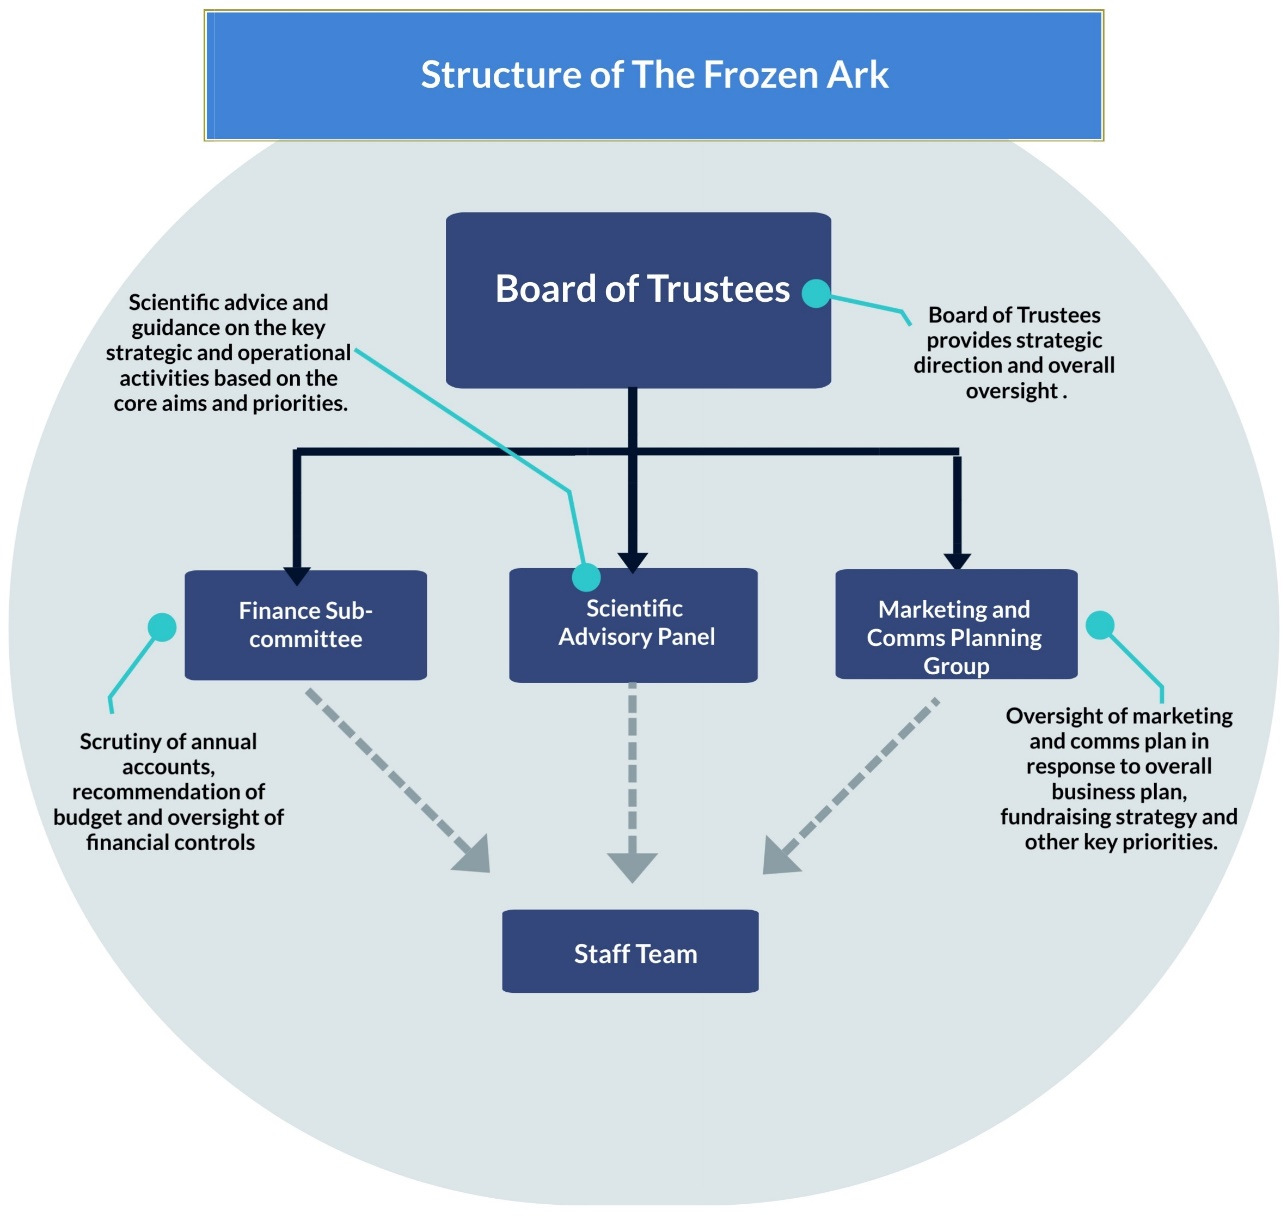 Structure of The Frozen Ark
Board of Trustees
Scientific advice and
guidance on the key
strategic and operational
activities based on the
core aims and priorities.
Board of Trustees
provides strategic
direction and overall
oversight .
Finance Sub-
committee
Scientific
Advisory Panel
Marketing and
Comms Planning
Group
Scrutiny of annual
accounts,
recommendation of
budget and oversight of
financial controls
Oversight of marketing
and comms plan in
response to overall
business plan,
fundraising strategy and
other key priorities.
Staff Team